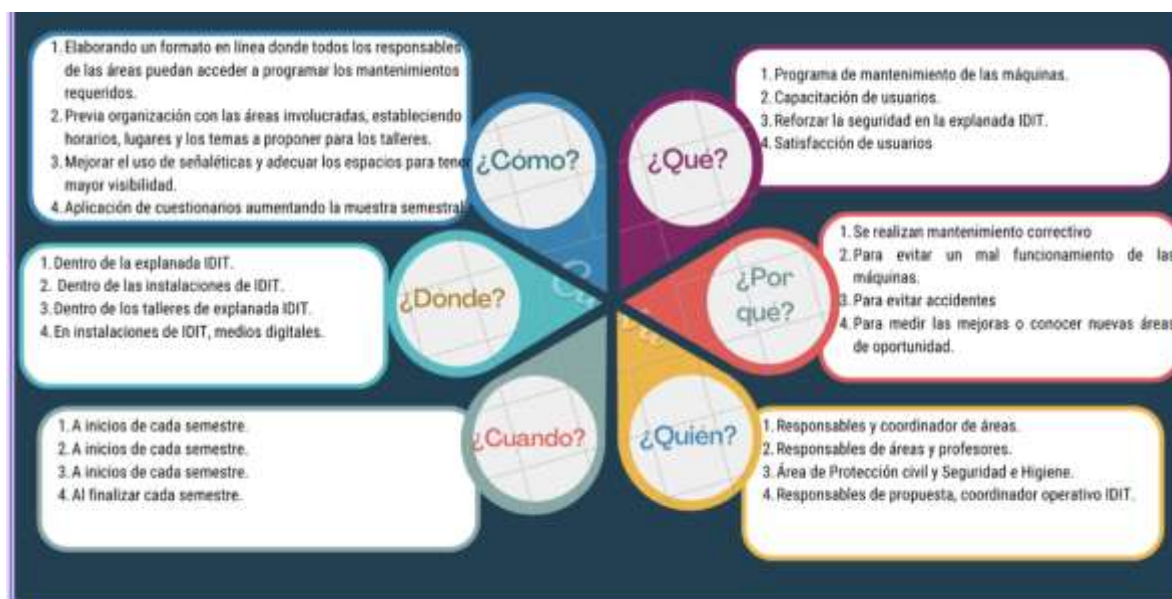 1. Elaborando un formato en línea donde todos los responsables
de las áreas puedan acceder a programar los mantenimientos
requeridos.
2. Previa organización con las áreas involucradas, estableciendo
horarios, lugares y los temas a proponer para los talleres.
3. Mejorar el uso de señaléticas y adecuar los espacios para tener
mayor visibilidad.
4. Aplicación de cuestionarios aumentando la muestra semestral.
¿Cómo?
¿Qué?
1. Programa de mantenimiento de las máquinas.
2. Capacitación de usuarios.
3. Reforzar la seguridad en la explanada IDIT.
4. Satisfacción de usuarios
1. Dentro de la explanada IDIT.
2. Dentro de las instalaciones de IDIT.
3. Dentro de los talleres de explanada IDIT.
4. En instalaciones de IDIT, medios digitales.
¿Dónde?
¿Por
qué?
1. Se realizan mantenimiento correctivo
2. Para evitar un mal funcionamiento de las
máquinas.
3. Para evitar accidentes
4. Para medir las mejoras o conocer nuevas áreas
de oportunidad.
1. A inicios de cada semestre.
2. A inicios de cada semestre.
3. A inicios de cada semestre.
4. Al finalizar cada semestre.
¿Cuando?
¿Quién?
1. Responsables y coordinador de áreas.
2. Responsables de áreas y profesores.
3. Área de Protección civil y Seguridad e Higiene.
4. Responsables de propuesta, coordinador operativo IDIT.